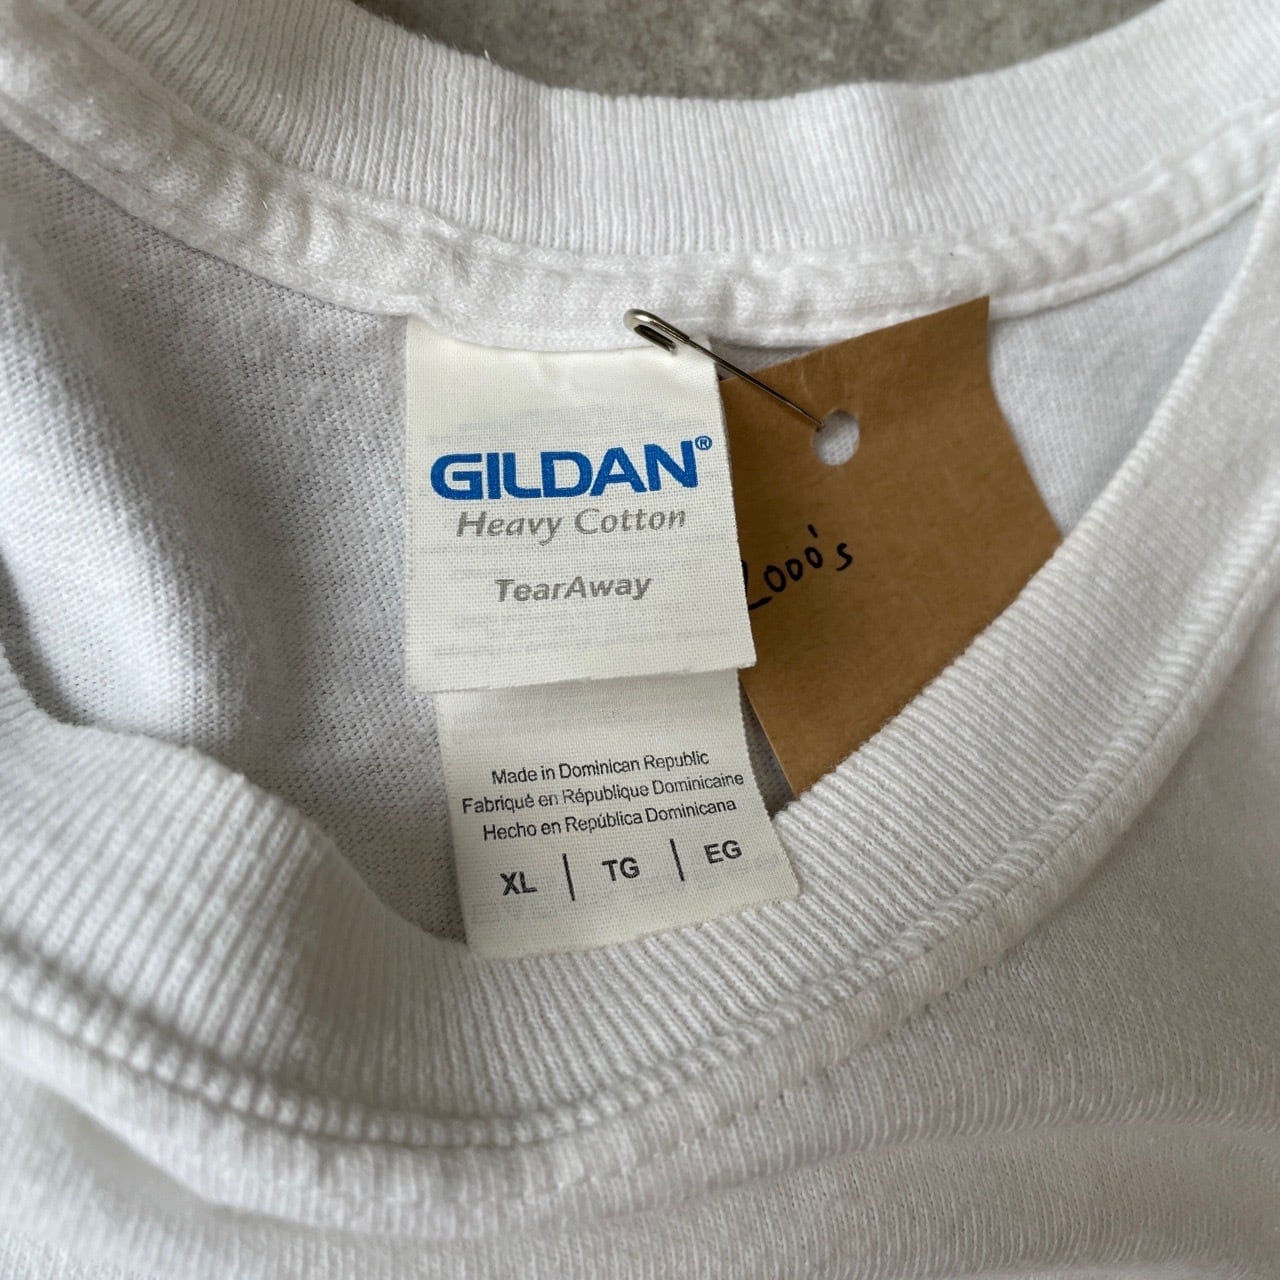 GILDAN®
Heavy Cotton
TearAway
2000's
Made in Dominican Republic
Fabriqué en République Dominicaine
Hecho en República Dominicana
XL | TG | EG